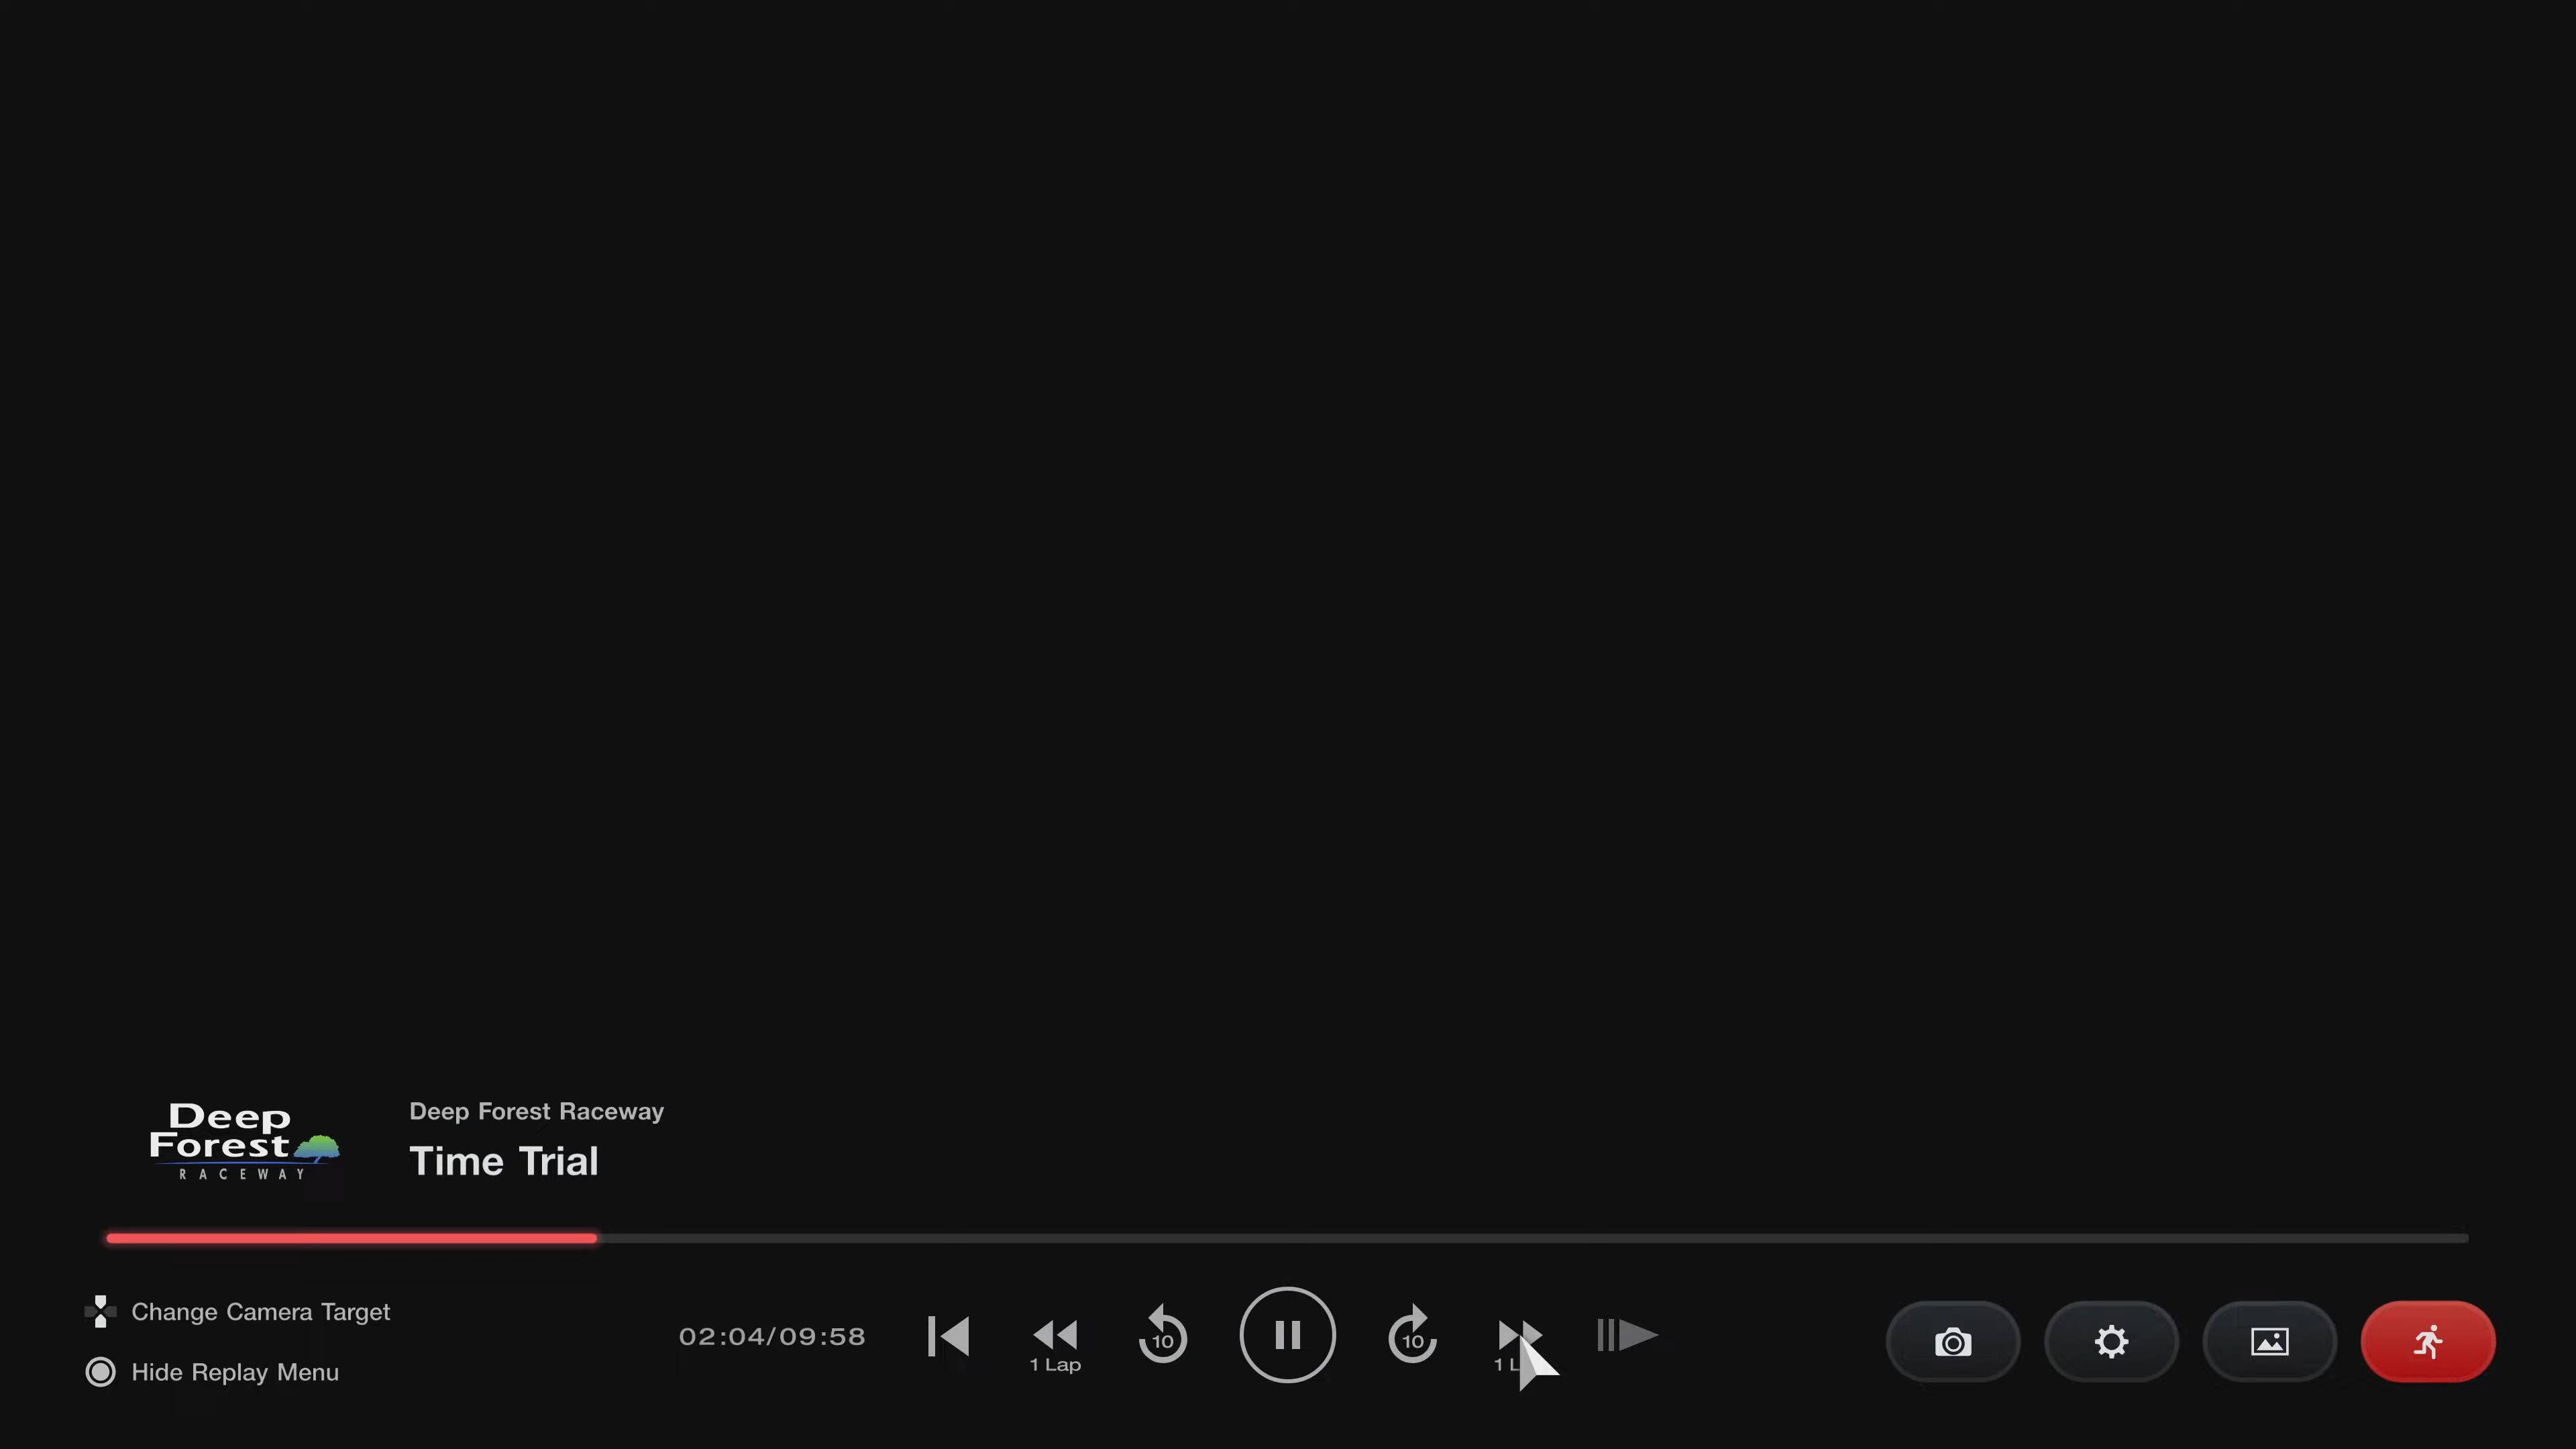 Deep
Forest
RACEWAY
Deep Forest Raceway
Time Trial
Change Camera Target
Hide Replay Menu
02:04/09:58
1 Lap
10
10
1 L